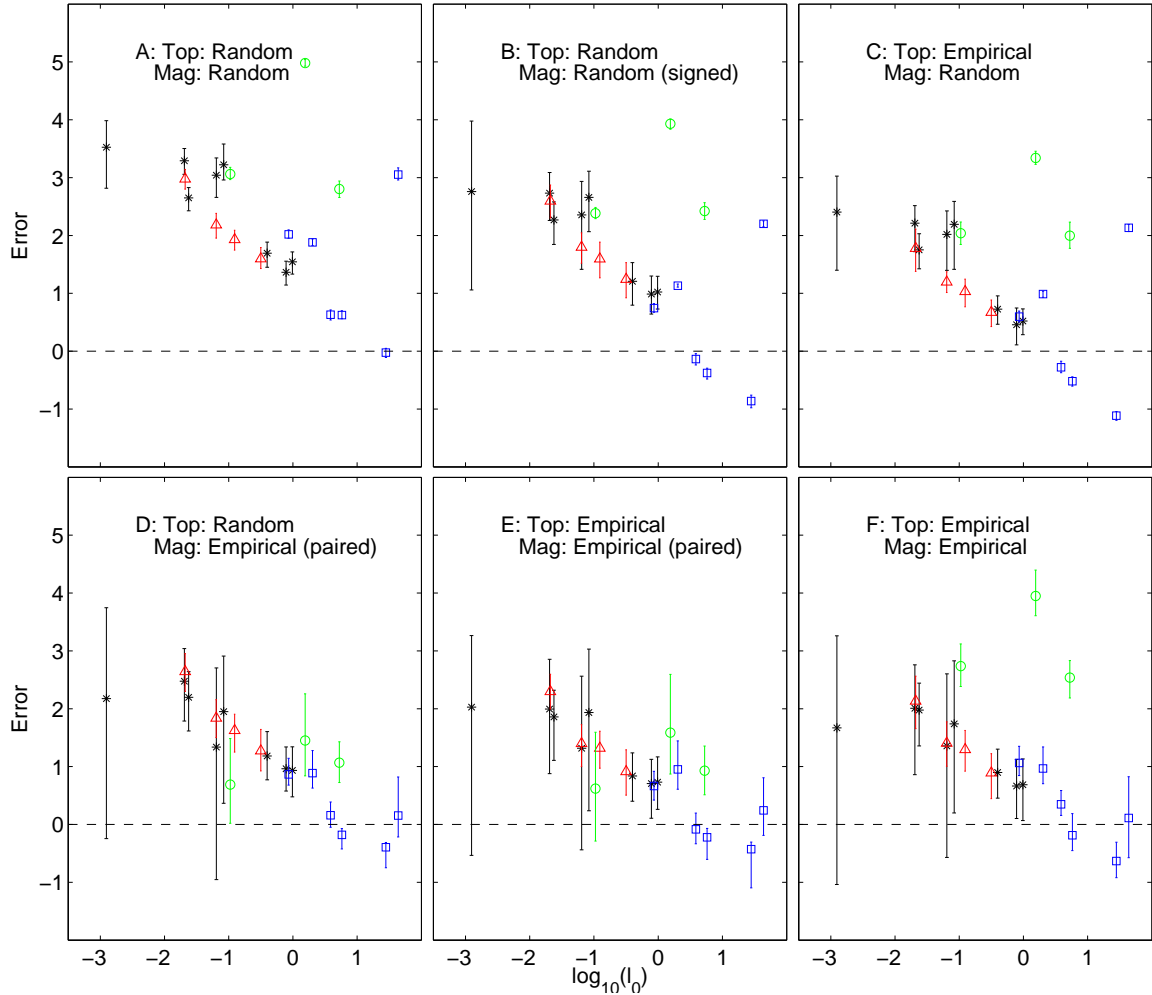 A: Top: Random
Mag: Random
B: Top: Random
Mag: Random (signed)
C: Top: Empirical
Mag: Random
5
4
3
2
1
0
−1
Error
D: Top: Random
Mag: Empirical (paired)
E: Top: Empirical
Mag: Empirical (paired)
F: Top: Empirical
Mag: Empirical
5
4
3
2
1
0
−1
Error
−3 −2 −1 0 1
−3 −2 −1 0 1
−3 −2 −1 0 1
log10(l0)